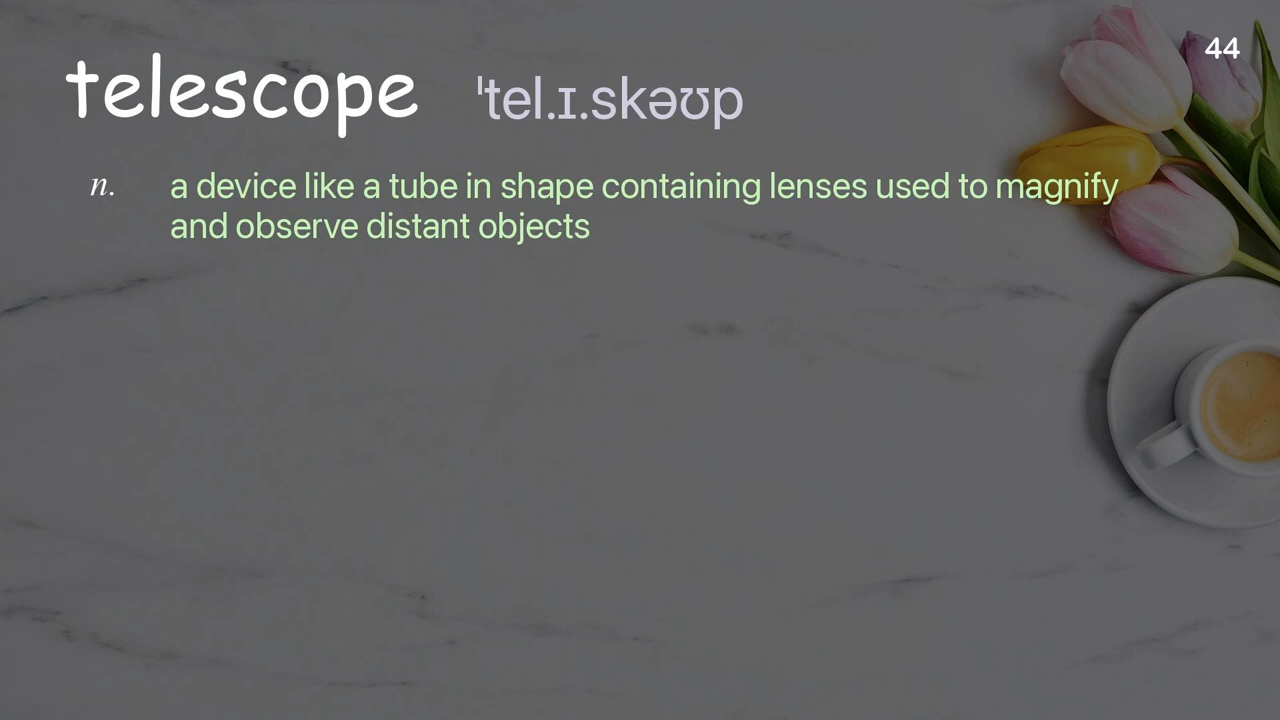 44
telescope ˈtel.ɪ.skəʊp
n. a device like a tube in shape containing lenses used to magnify
and observe distant objects